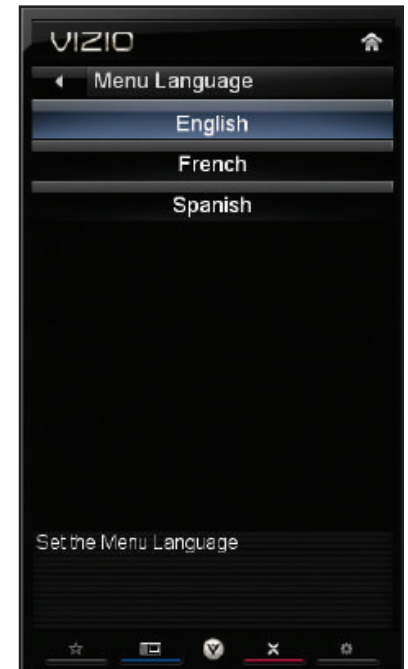 VIZIO
Menu Language
English
French
Spanish
Set the Menu Language